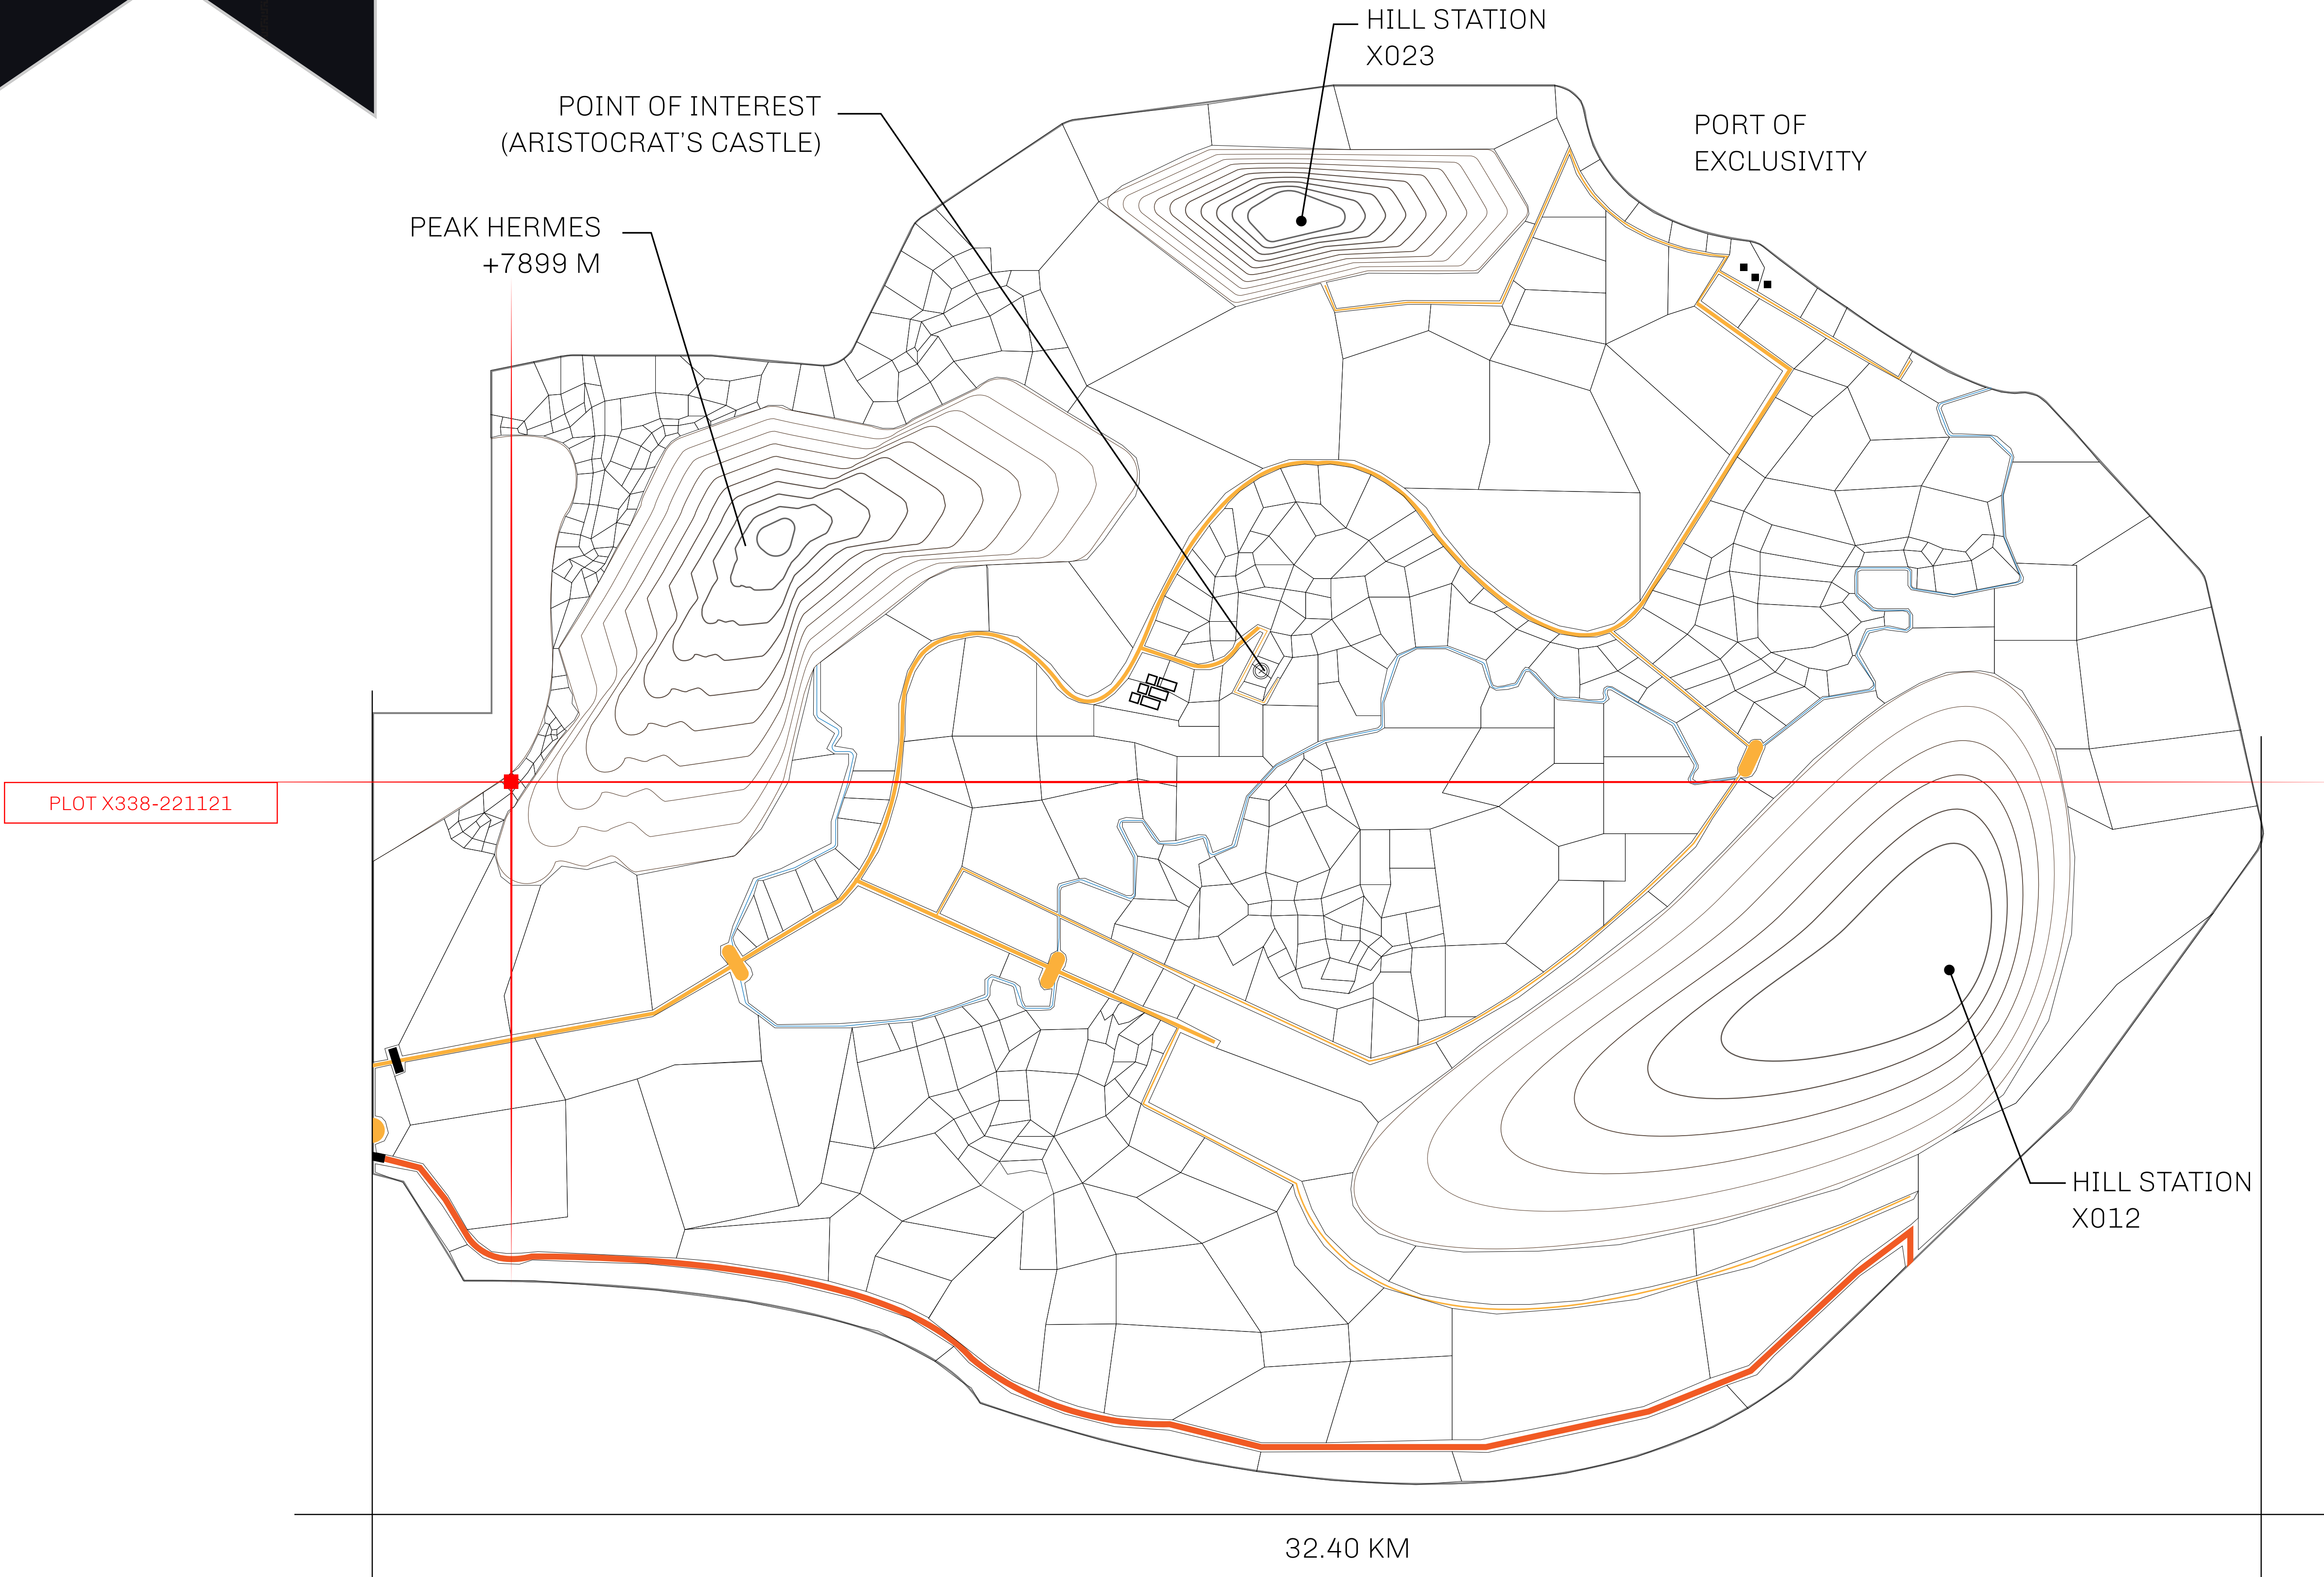 HILL STATION
X023
POINT OF INTEREST
(ARISTOCRAT'S CASTLE)
PORT OF
EXCLUSIVITY
PEAK HERMES
+7899 M
PLOT X338-221121
HILL STATION
X012
32.40 KM